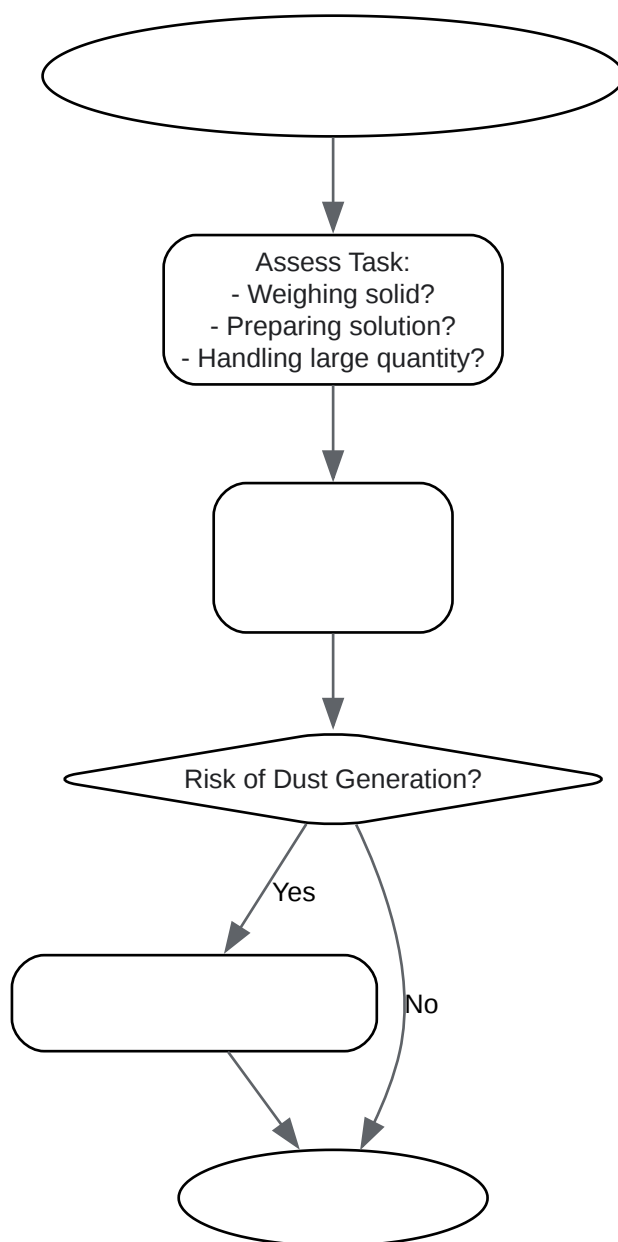 Assess Task:
- Weighing solid?
- Preparing solution?
- Handling large quantity?
Risk of Dust Generation?
Yes
No